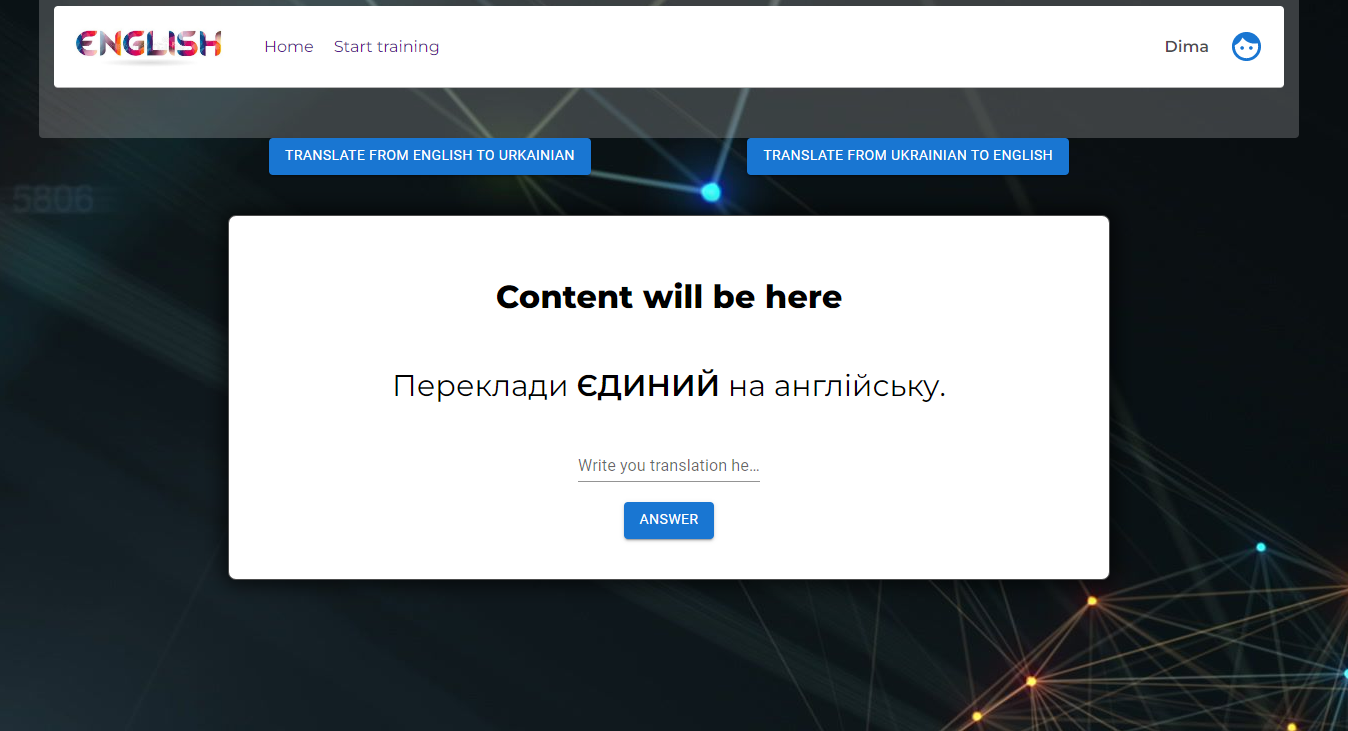 ENGLISH Home Start training Dima
TRANSLATE FROM ENGLISH TO URKAINIAN TRANSLATE FROM UKRAINIAN TO ENGLISH
5806
Content will be here
Переклади ЄДИНИЙ на англійську.
Write you translation he…
ANSWER